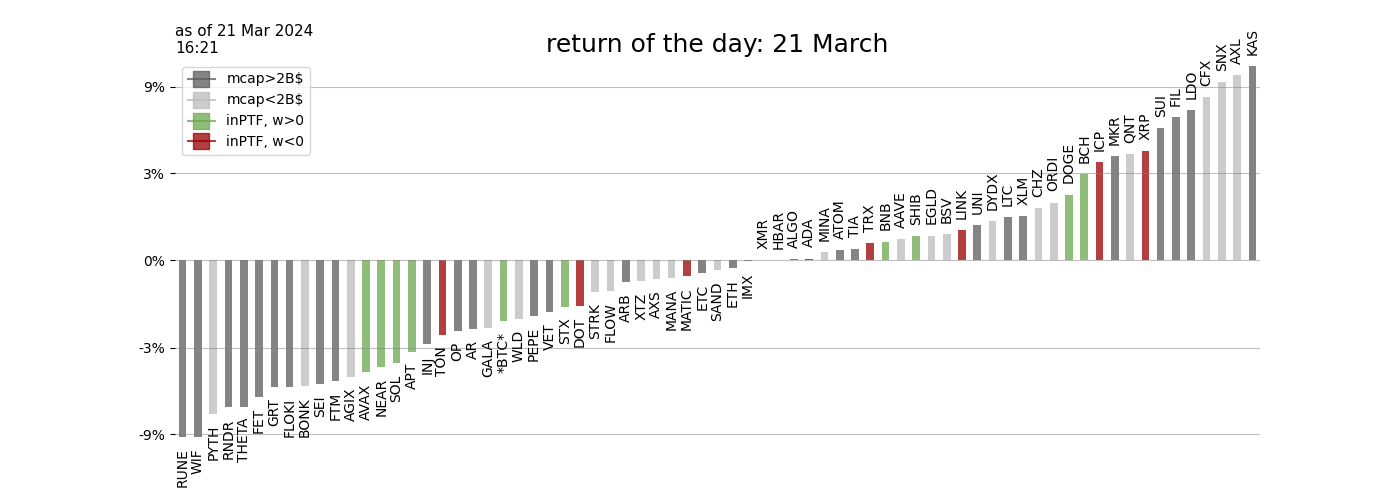 as of 21 Mar 2024
16:21
return of the day: 21 March
mcap>2B$
mcap<2B$
inPTF, w>0
inPTF, w<0
9%
3%
0%
-3%
-9%
RUNE
WIF
PYTH
RNDR
THETA
FET
GRT
FLOKI
BONK
SEI
FTM
AGIX
AVAX
NEAR
SOL
APT
INJ
TON
OP
AR
GALA
*BTC*
WLD
PEPE
VET
STX
DOT
STRK
FLOW
ARB
XTZ
AXS
MANA
MATIC
ETC
SAND
ETH
IMX
XMR
HBAR
ALGO
ADA
MINA
ATOM
TIA
TRX
BNB
AAVE
SHIB
EGLD
BSV
LINK
UNI
DYDX
LTC
XLM
CHZ
ORDI
DOGE
BCH
ICP
MKR
QNT
XRP
SUI
FIL
LDO
CFX
SNX
AXL
KAS